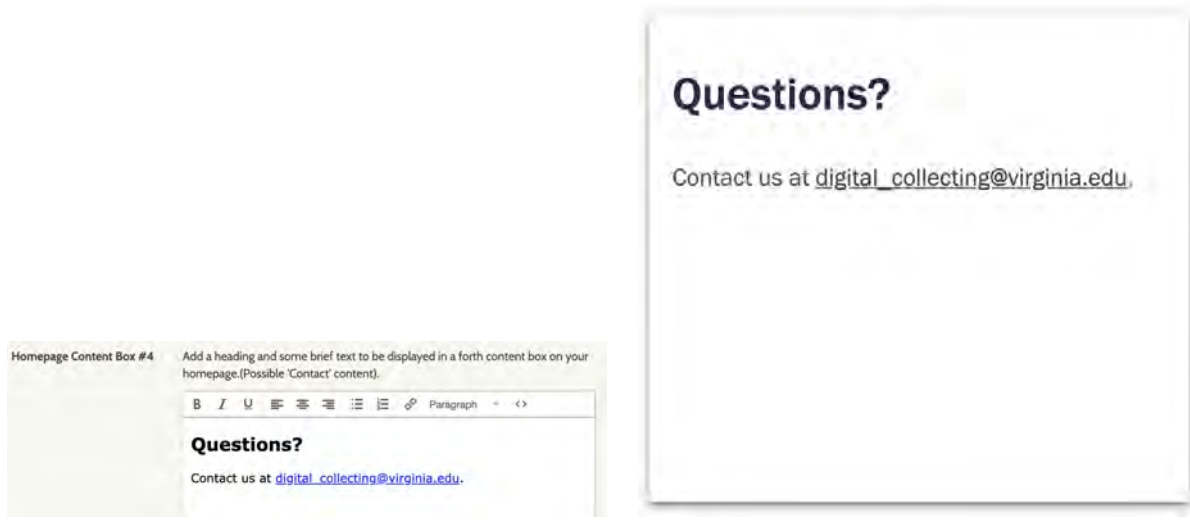 Questions?
Contact us at digital_collecting@virginia.edu.
Homepage Content Box #4
Add a heading and some brief text to be displayed in a forth content box on your
homepage.(Possible 'Contact' content).
B I U Paragraph <>
Questions?
Contact us at digital_collecting@virginia.edu.